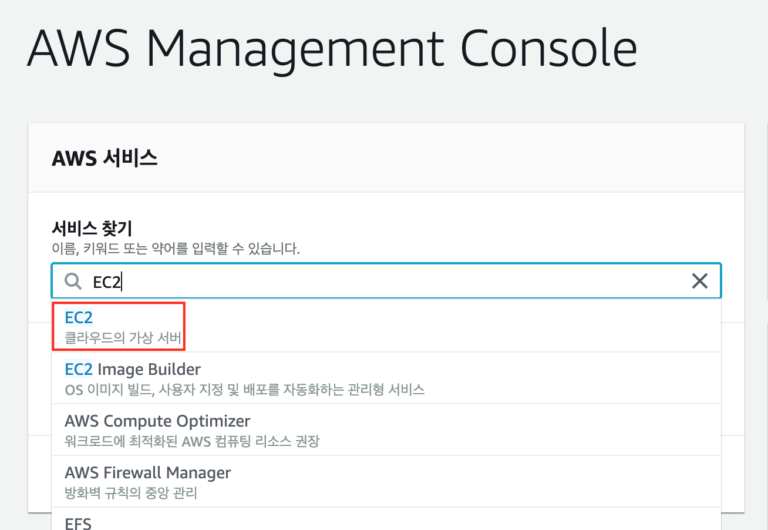 AWS Management Console
AWS 서비스
서비스 찾기
이름, 키워드 또는 약어를 입력할 수 있습니다.
EC2
EC2
클라우드의 가상 서버
EC2 Image Builder
OS 이미지 빌드, 사용자 지정 및 배포를 자동화하는 관리형 서비스
AWS Compute Optimizer
워크로드에 최적화된 AWS 컴퓨팅 리소스 권장
AWS Firewall Manager
방화벽 규칙의 중앙 관리
EFS